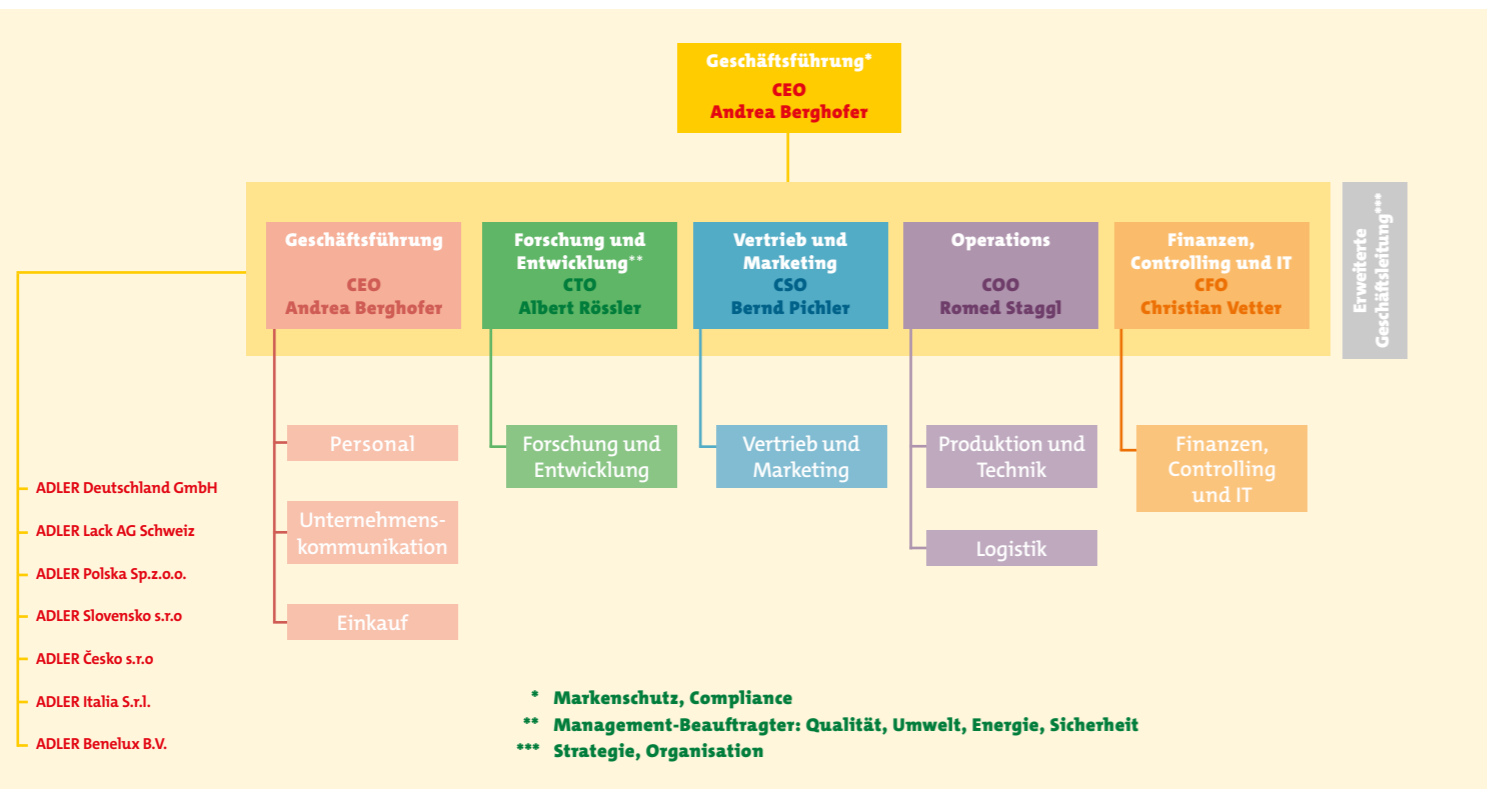 Geschäftsführung*
CEO
Andrea Berghofer
Geschäftsführung
CEO
Andrea Berghofer
Forschung und
Entwicklung**
CTO
Albert Rössler
Vertrieb und
Marketing
CSO
Bernd Pichler
Operations
COO
Romed Staggl
Finanzen,
Controlling und IT
CFO
Christian Vetter
Erweiterte
Geschäftsleitung***
Personal
Unternehmens-
kommunikation
Einkauf
Forschung und
Entwicklung
Vertrieb und
Marketing
Produktion und
Technik
Logistik
Finanzen,
Controlling
und IT
ADLER Deutschland GmbH
ADLER Lack AG Schweiz
ADLER Polska Sp.z.o.o.
ADLER Slovensko s.r.o
ADLER Česko s.r.o
ADLER Italia S.r.l.
ADLER Benelux B.V.
* Markenschutz, Compliance
** Management-Beauftragter: Qualität, Umwelt, Energie, Sicherheit
*** Strategie, Organisation